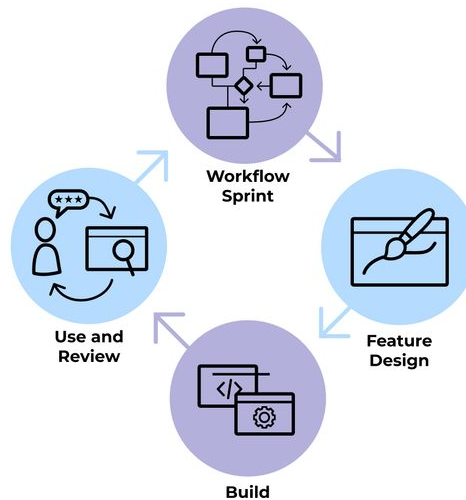 Workflow
Sprint
Use and
Review
Feature
Design
</>
Build